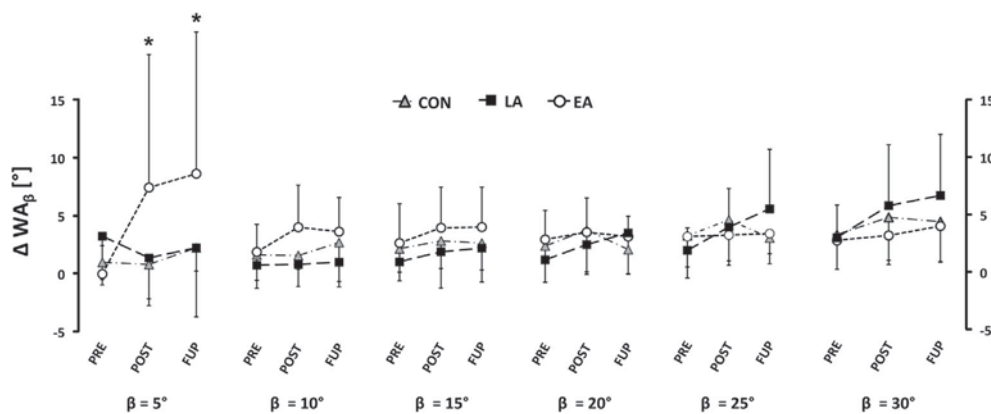 * *
CON LA EA
Δ WAβ [°]
15 15
10 10
5 5
0 0
-5 -5
PRE POST FUP PRE POST FUP PRE POST FUP PRE POST FUP PRE POST FUP PRE POST FUP
β = 5° β = 10° β = 15° β = 20° β = 25° β = 30°